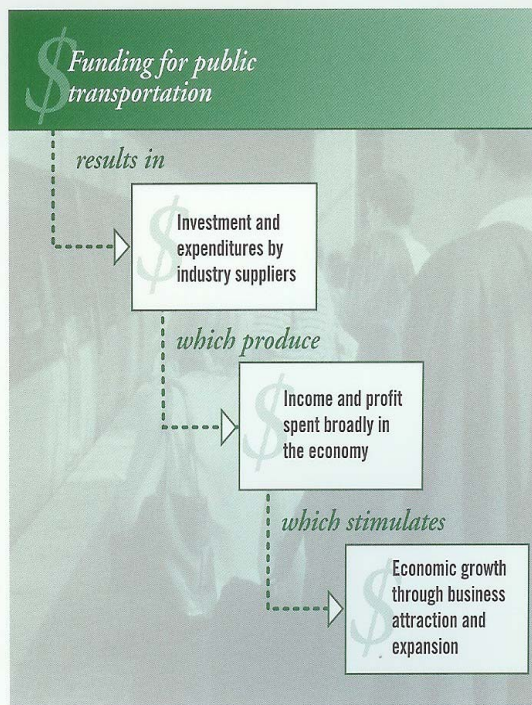 $ Funding for public
transportation
results in
$ Investment and
expenditures by
industry suppliers
which produce
$ Income and profit
spent broadly in
the economy
which stimulates
$ Economic growth
through business
attraction and
expansion